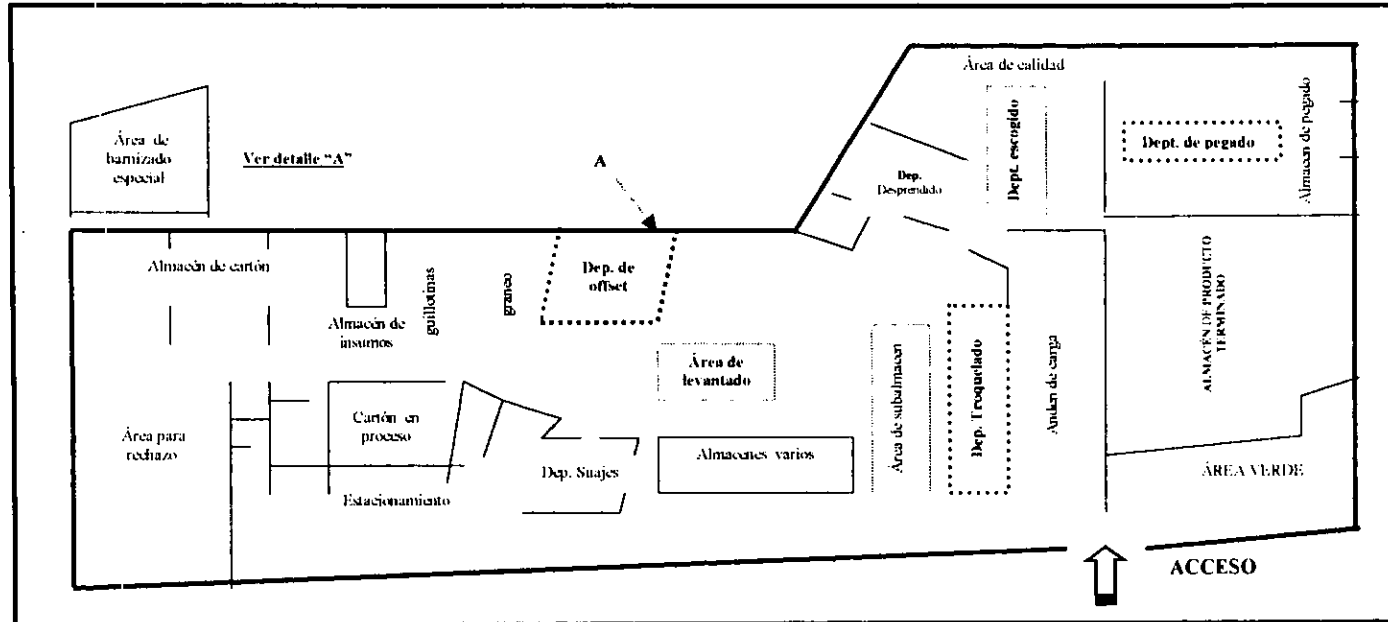 Área de calidad
Área de
barnizado
especial
Ver detalle "A"
A
Dep.
Desprendido
Dept. escogido
Dept. de pegado
Almacen de pegado
Almacén de cartón
Almacén de
insumos
guillotinas
graneo
Dep. de
offset
Área de
levantado
Área de subalmacen
Dep. Troquelado
Anden de carga
ALMACÉN DE PRODUCTO
TERMINADO
Área para
rechazo
Cartón en
proceso
Estacionamiento
Dep. Suajes
Almacenes varios
ÁREA VERDE
ACCESO